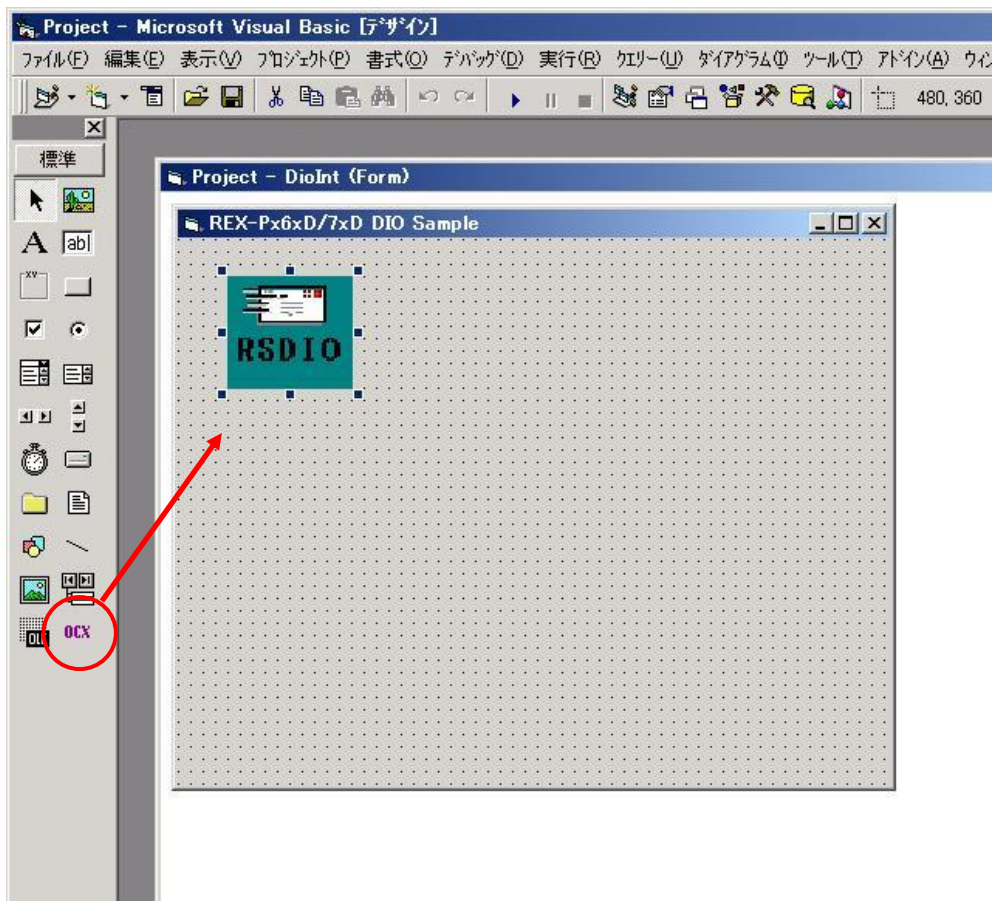 Project - Microsoft Visual Basic [ﾃﾞｻﾞｲﾝ]
ﾌｧｲﾙ(F) 編集(E) 表示(V) ﾌﾟﾛｼﾞｪｸﾄ(P) 書式(O) ﾃﾞﾊﾞｯｸﾞ(D) 実行(R) ｸｴﾘｰ(U) ﾀﾞｲｱｸﾞﾗﾑ(I) ﾂｰﾙ(T) ｱﾄﾞｲﾝ(A) ｳｨﾝ
480, 360
標準
Project - DioInt (Form)
REX-Px6xD/7xD DIO Sample
A ab|
xv
RSDIO
OCX